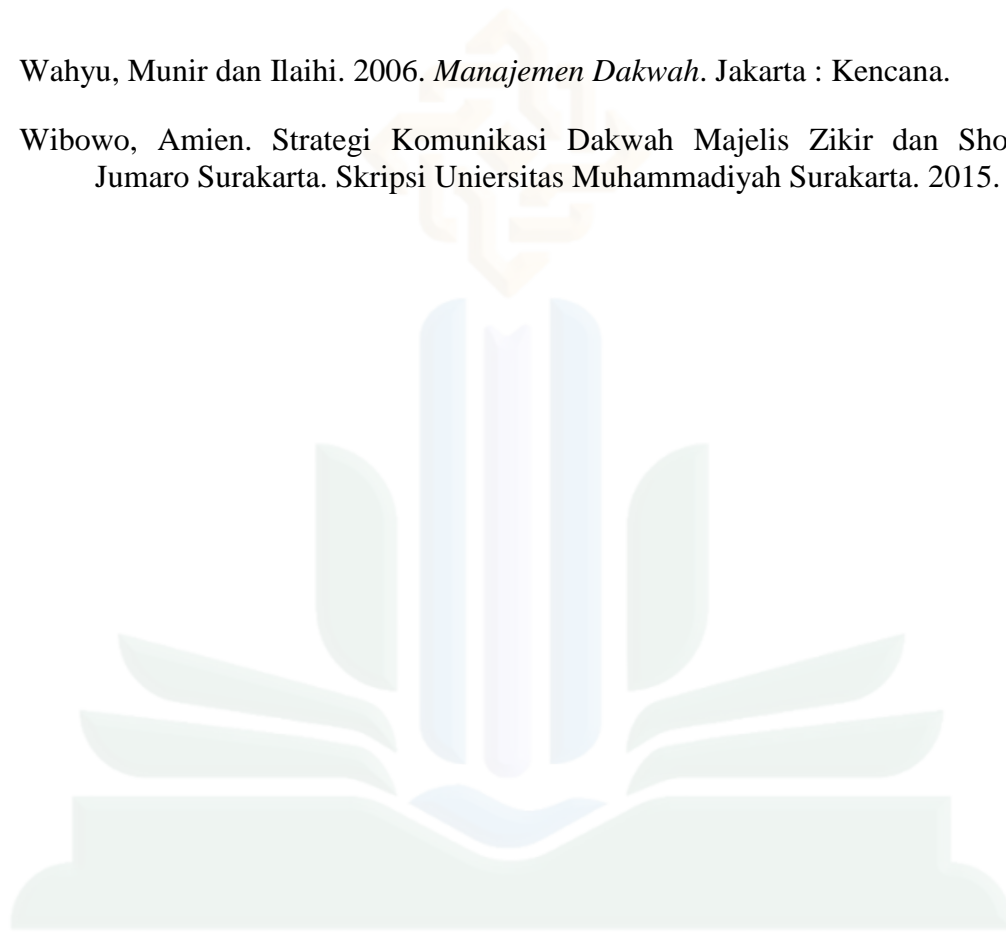 Wahyu, Munir dan Ilaihi. 2006. Manajemen Dakwah. Jakarta : Kencana.
Wibowo, Amien. Strategi Komunikasi Dakwah Majelis Zikir dan Sho
Jumaro Surakarta. Skripsi Uniersitas Muhammadiyah Surakarta. 2015.